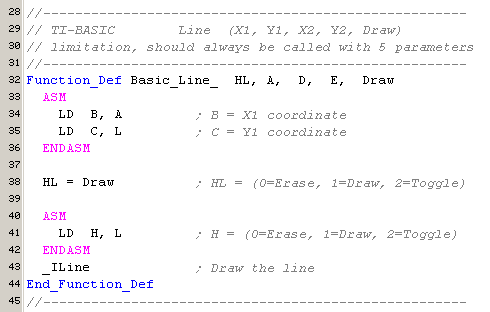 28 //-----------------------------------------------------
29 // TI-BASIC        Line  (X1, Y1, X2, Y2, Draw)
30 // limitation, should always be called with 5 parameters
31 //-----------------------------------------------------
32 Function_Def Basic_Line_  HL, A,  D,  E,  Draw
33   ASM
34     LD  B, A         ; B = X1 coordinate
35     LD  C, L         ; C = Y1 coordinate
36   ENDASM
37
38   HL = Draw          ; HL = (0=Erase, 1=Draw, 2=Toggle)
39
40   ASM
41     LD  H, L         ; H = (0=Erase, 1=Draw, 2=Toggle)
42   ENDASM
43   _ILine             ; Draw the line
44 End_Function_Def
45 //-----------------------------------------------------